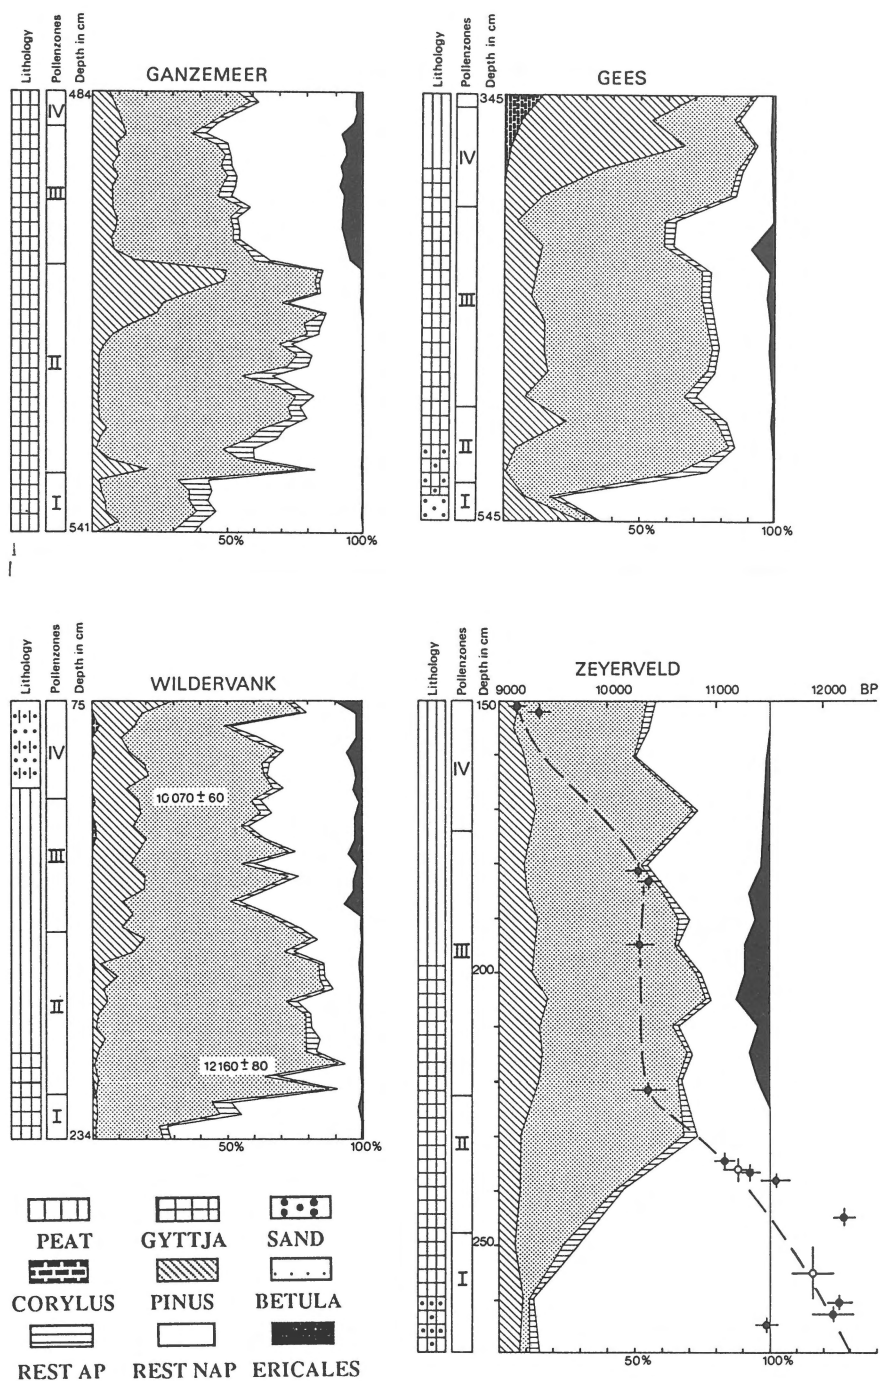 Lithology
Pollenzones
Depth in cm
GANZEMEER
484
IV
III
II
I
541
50%
100%
Lithology
Pollenzones
Depth in cm
GEES
345
IV
III
II
I
545
50%
100%
Lithology
Pollenzones
Depth in cm
WILDERVANK
75
IV
III
II
I
10 070 ± 60
12 160 ± 80
234
50%
100%
Lithology
Pollenzones
Depth in cm
ZEYERVELD
9000 10000 11000 12000 BP
150
IV
III
200
II
250
I
50%
100%
PEAT GYTTJA SAND
CORYLUS PINUS BETULA
REST AP REST NAP ERICALES